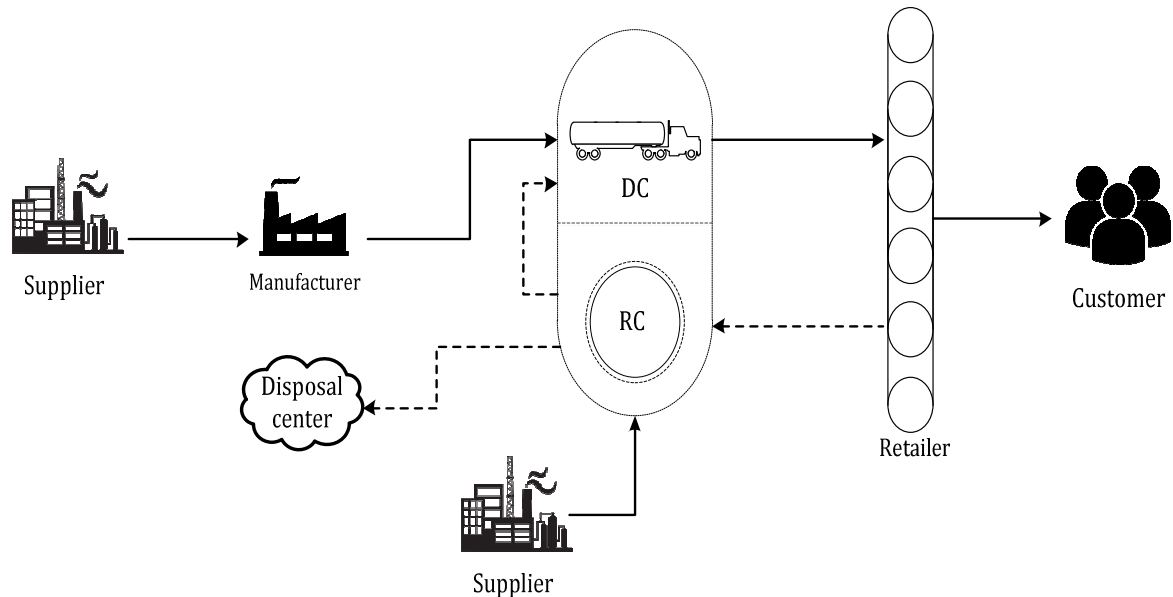 DC
Supplier
Manufacturer
Customer
RC
Disposal
center
Retailer
Supplier